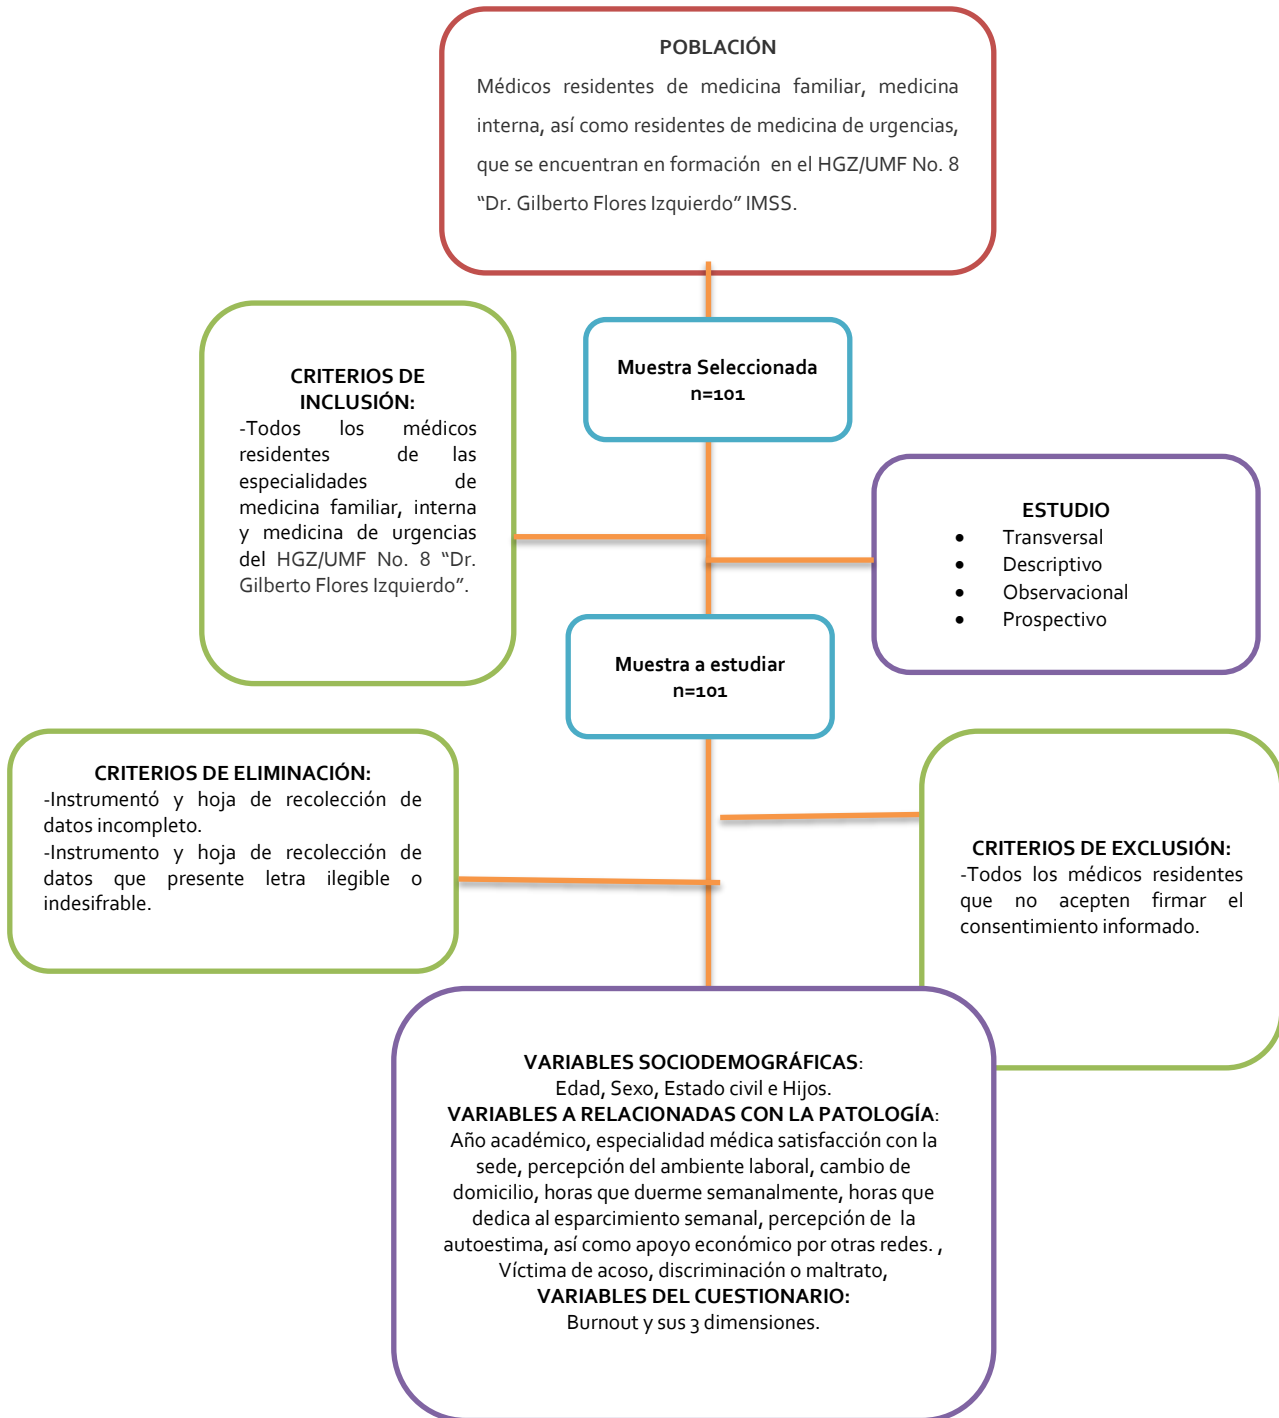 POBLACIÓN
Médicos residentes de medicina familiar, medicina
interna, así como residentes de medicina de urgencias,
que se encuentran en formación en el HGZ/UMF No. 8
“Dr. Gilberto Flores Izquierdo” IMSS.
Muestra Seleccionada
n=101
CRITERIOS DE
INCLUSIÓN:
-Todos los médicos
residentes de las
especialidades de
medicina familiar, interna
y medicina de urgencias
del HGZ/UMF No. 8 “Dr.
Gilberto Flores Izquierdo”.
ESTUDIO
• Transversal
• Descriptivo
• Observacional
• Prospectivo
Muestra a estudiar
n=101
CRITERIOS DE ELIMINACIÓN:
-Instrumentó y hoja de recolección de
datos incompleto.
-Instrumento y hoja de recolección de
datos que presente letra ilegible o
indesifrable.
CRITERIOS DE EXCLUSIÓN:
-Todos los médicos residentes
que no acepten firmar el
consentimiento informado.
VARIABLES SOCIODEMOGRÁFICAS:
Edad, Sexo, Estado civil e Hijos.
VARIABLES A RELACIONADAS CON LA PATOLOGÍA:
Año académico, especialidad médica satisfacción con la
sede, percepción del ambiente laboral, cambio de
domicilio, horas que duerme semanalmente, horas que
dedica al esparcimiento semanal, percepción de la
autoestima, así como apoyo económico por otras redes. ,
Víctima de acoso, discriminación o maltrato,
VARIABLES DEL CUESTIONARIO:
Burnout y sus 3 dimensiones.